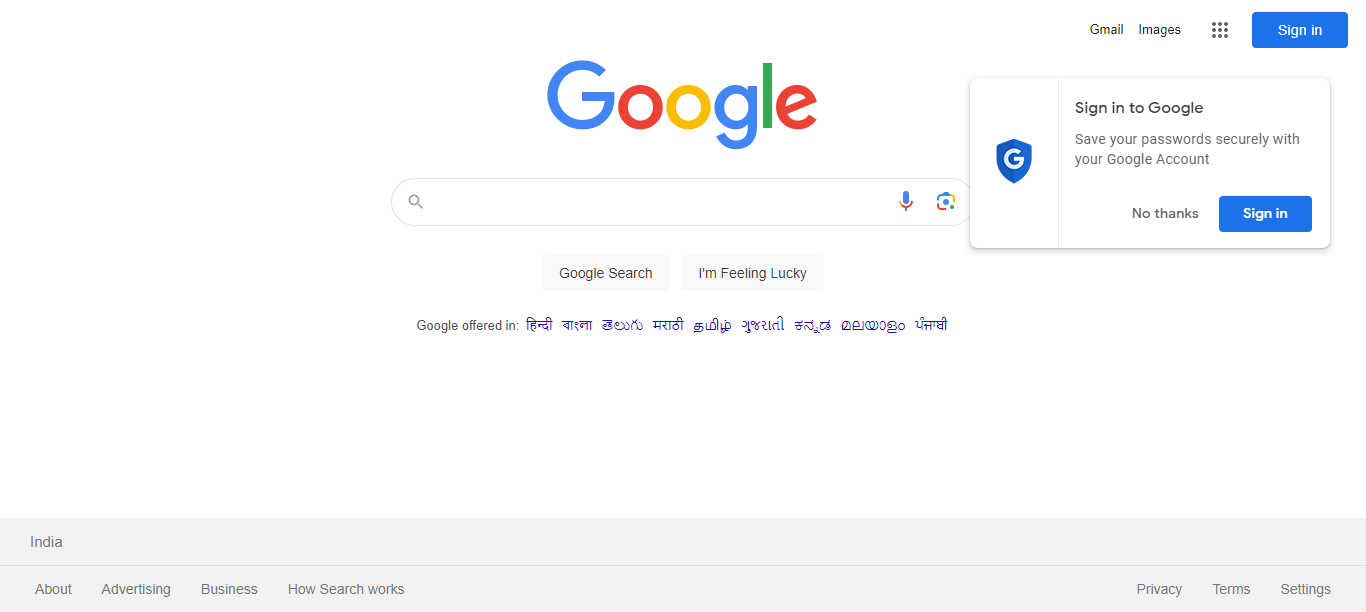 Gmail Images Sign in
Google
Sign in to Google
Save your passwords securely with
your Google Account
G
No thanks Sign in
Google Search I'm Feeling Lucky
Google offered in: हिन्दी বাংলা తెలుగు मराठी தமிழ் ગુજરાતી ಕನ್ನಡ മലയാളം ਪੰਜਾਬੀ
India
About Advertising Business How Search works Privacy Terms Settings